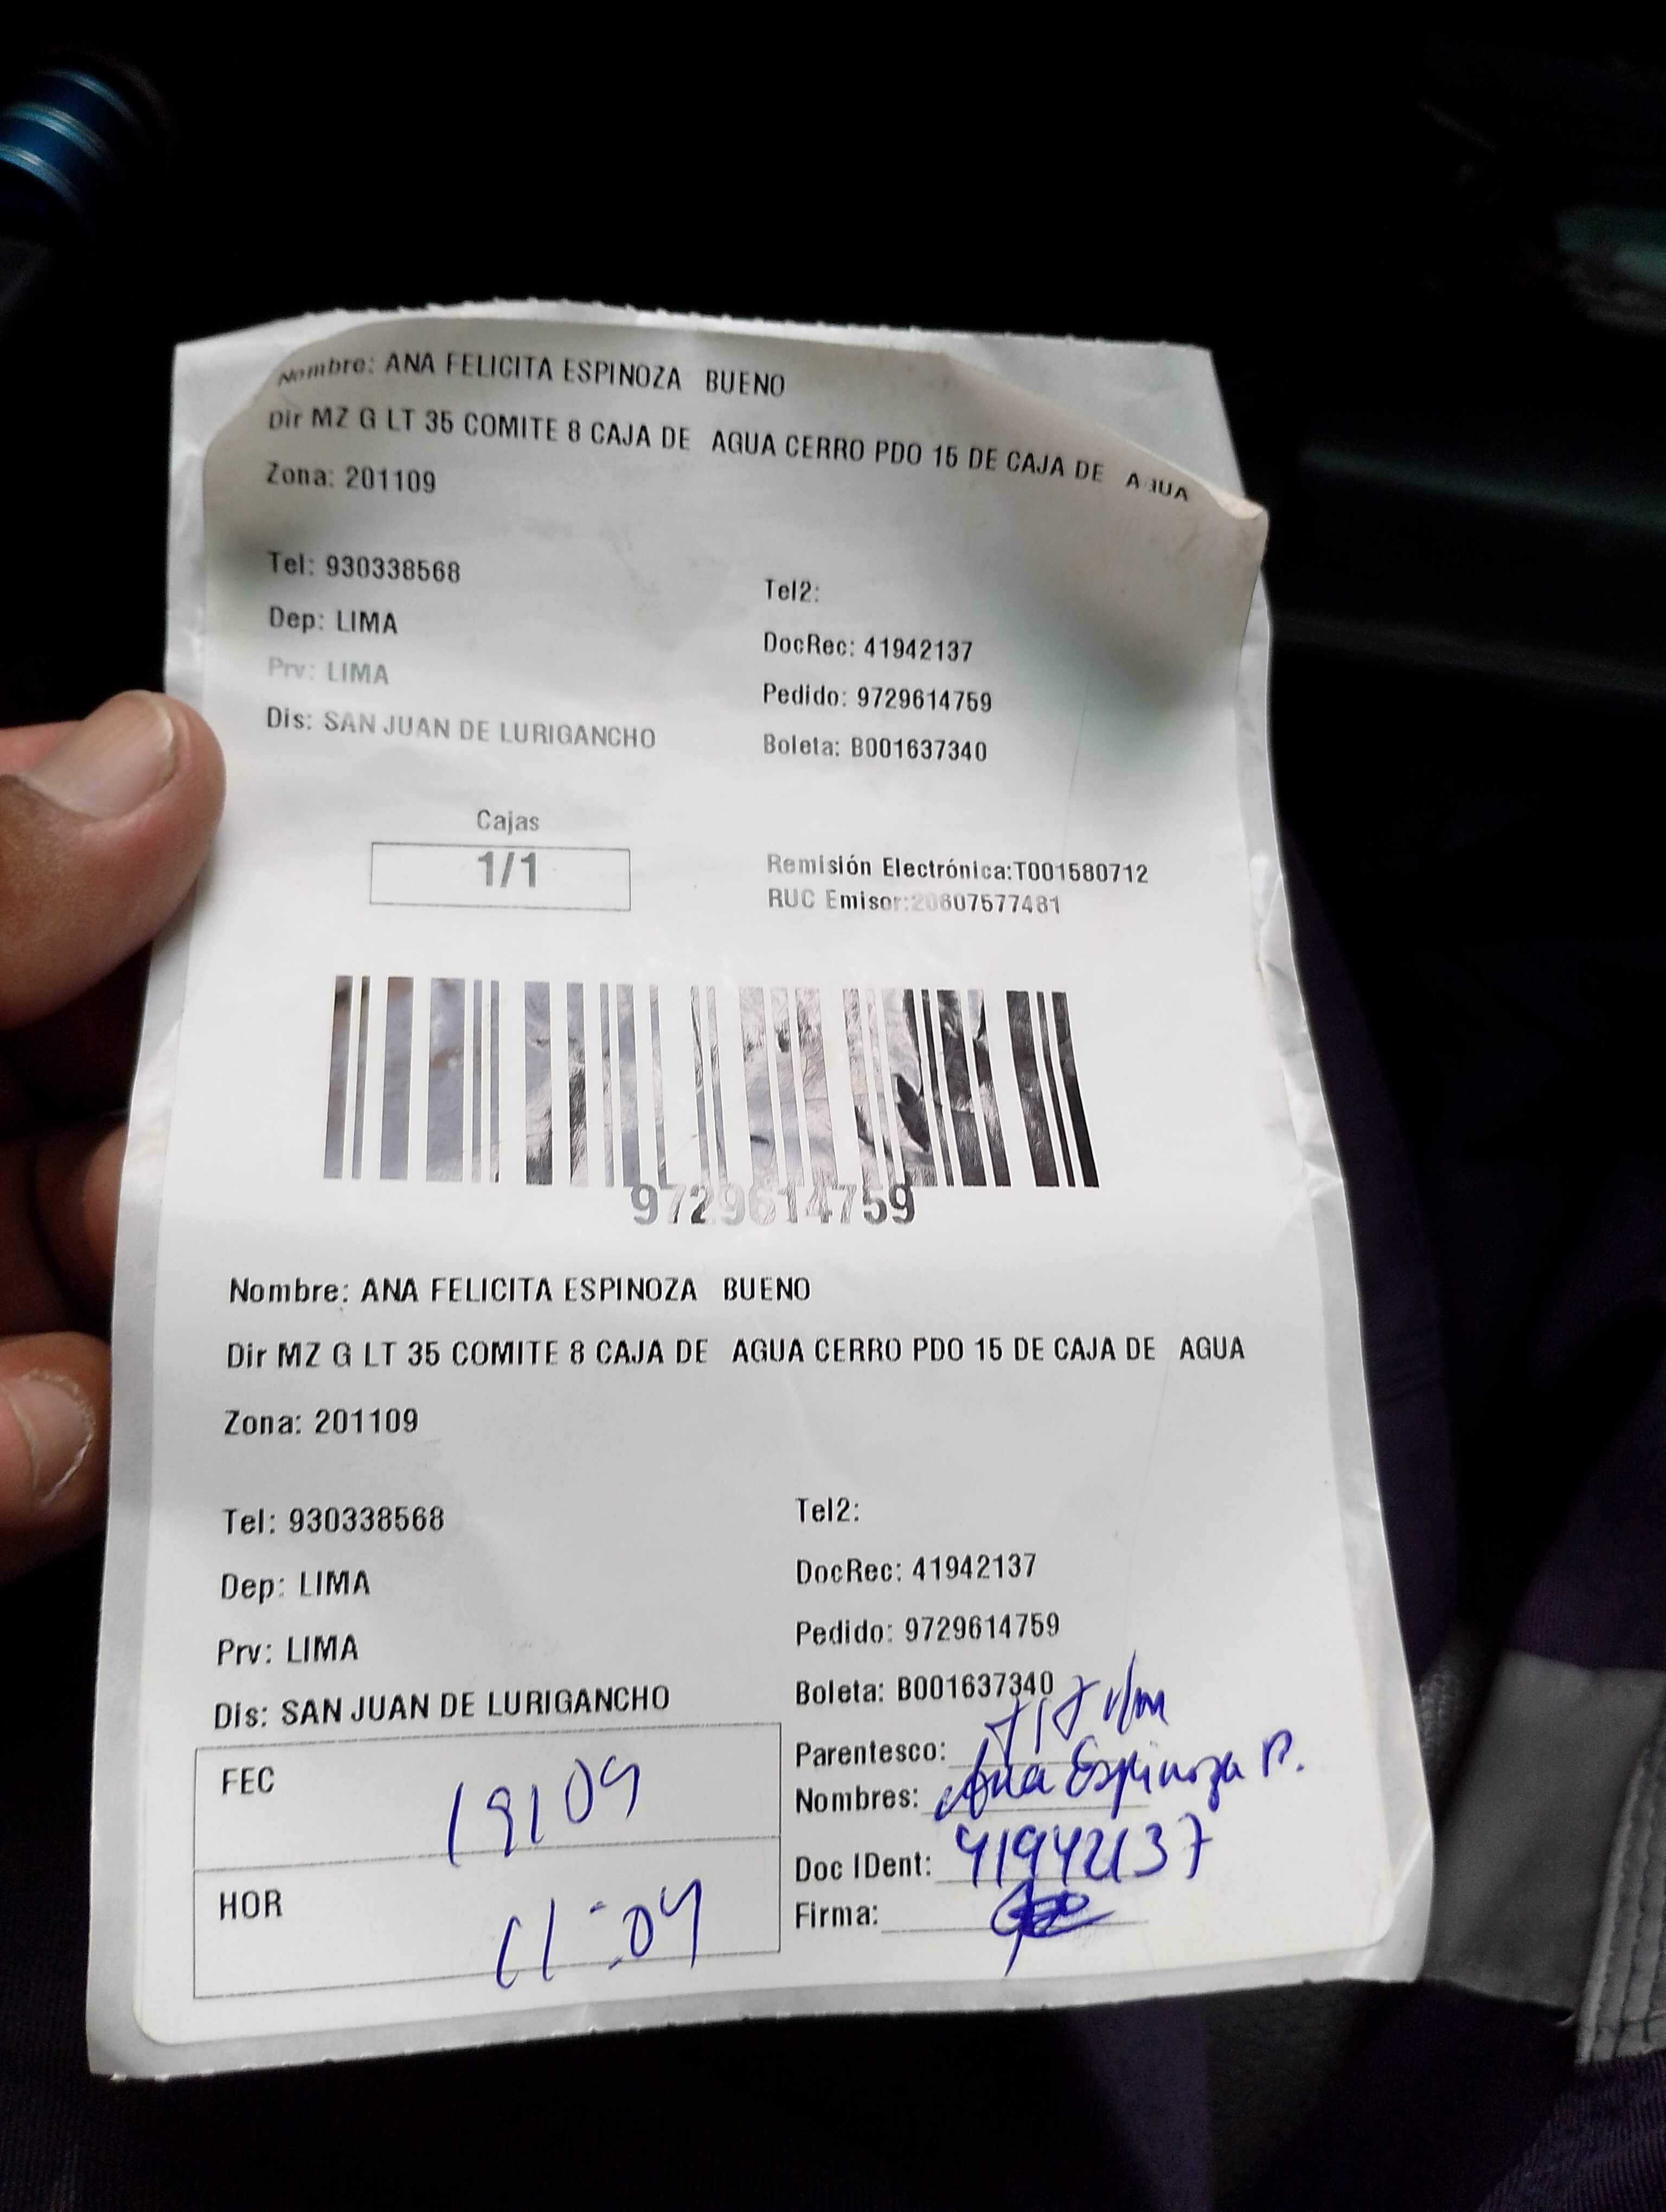 Nombre: ANA FELICITA ESPINOZA BUENO
Dir MZ G LT 35 COMITE 8 CAJA DE AGUA CERRO PDO 15 DE CAJA DE AGUA
Zona: 201109
Tel: 930338568
Tel2:
Dep: LIMA
DocRec: 41942137
Prv: LIMA
Pedido: 9729614759
Dis: SAN JUAN DE LURIGANCHO
Boleta: B001637340
Cajas
1/1
Remisión Electrónica:T001580712
RUC Emisor:20607577481
9729614759
Nombre: ANA FELICITA ESPINOZA BUENO
Dir MZ G LT 35 COMITE 8 CAJA DE AGUA CERRO PDO 15 DE CAJA DE AGUA
Zona: 201109
Tel: 930338568
Tel2:
Dep: LIMA
DocRec: 41942137
Prv: LIMA
Pedido: 9729614759
Dis: SAN JUAN DE LURIGANCHO
Boleta: B001637340
FEC 19/09
Parentesco:
Nombres: Ana Espinoza B.
HOR 11:04
Doc IDent: 41942137
Firma: